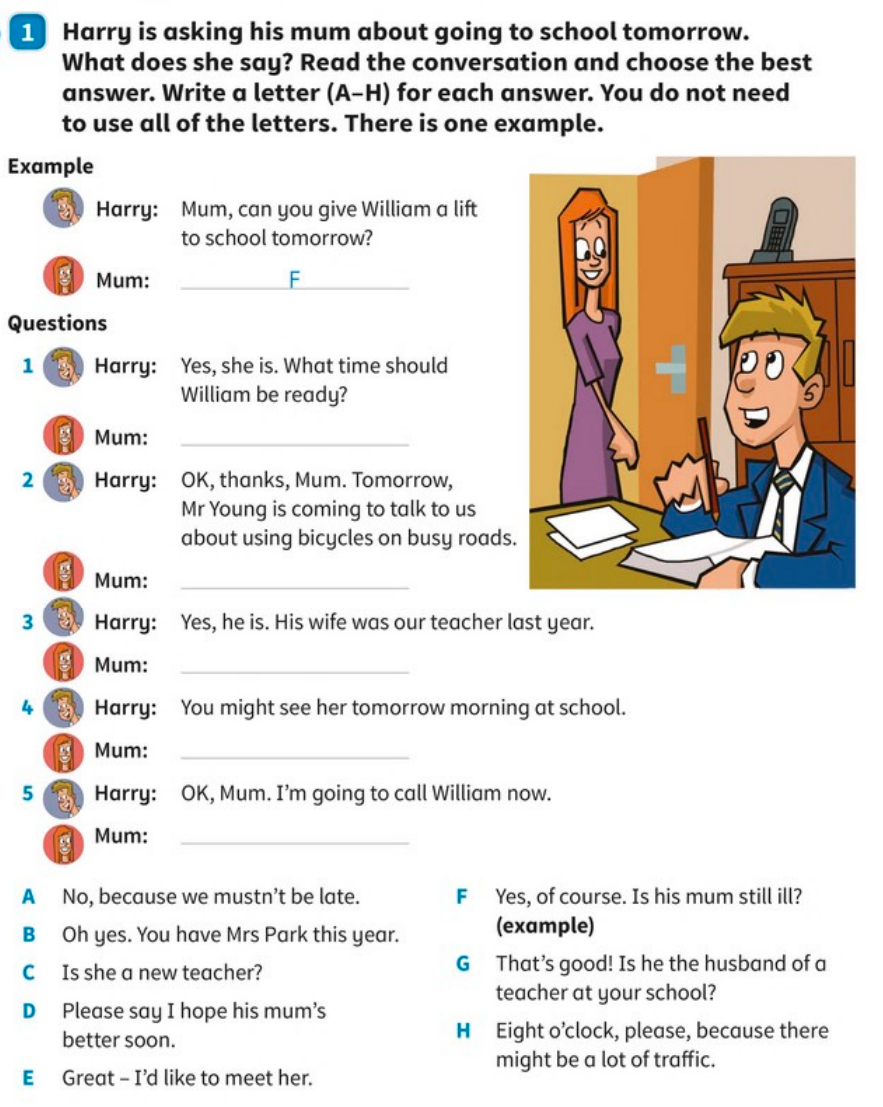 1 Harry is asking his mum about going to school tomorrow.
What does she say? Read the conversation and choose the best
answer. Write a letter (A–H) for each answer. You do not need
to use all of the letters. There is one example.
Example
Harry: Mum, can you give William a lift
to school tomorrow?
Mum: F
Questions
1 Harry: Yes, she is. What time should
William be ready?
Mum:
2 Harry: OK, thanks, Mum. Tomorrow,
Mr Young is coming to talk to us
about using bicycles on busy roads.
Mum:
3 Harry: Yes, he is. His wife was our teacher last year.
Mum:
4 Harry: You might see her tomorrow morning at school.
Mum:
5 Harry: OK, Mum. I'm going to call William now.
Mum:
A No, because we mustn't be late.
B Oh yes. You have Mrs Park this year.
C Is she a new teacher?
D Please say I hope his mum's
better soon.
E Great – I'd like to meet her.
F Yes, of course. Is his mum still ill?
(example)
G That's good! Is he the husband of a
teacher at your school?
H Eight o'clock, please, because there
might be a lot of traffic.